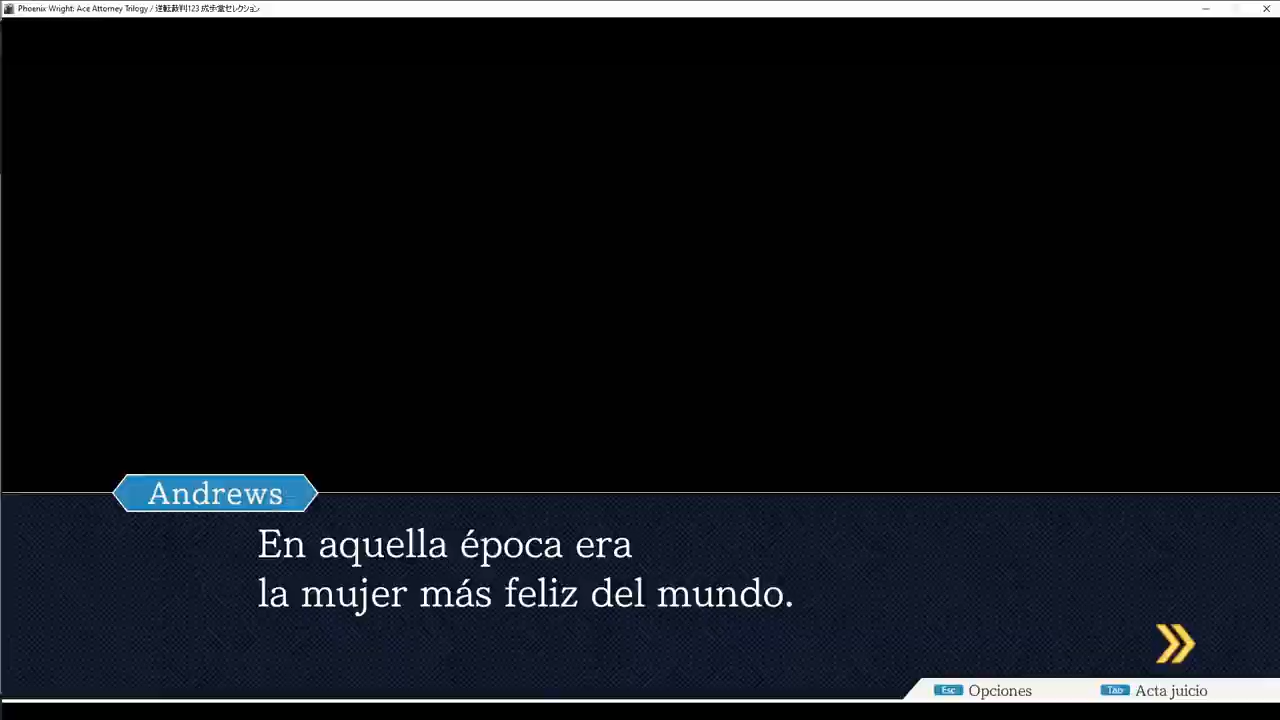 Phoenix Wright: Ace Attorney Trilogy / 逆転裁判123 成歩堂セレクション
Andrews
En aquella época era
la mujer más feliz del mundo.
Esc Opciones Tab Acta juicio